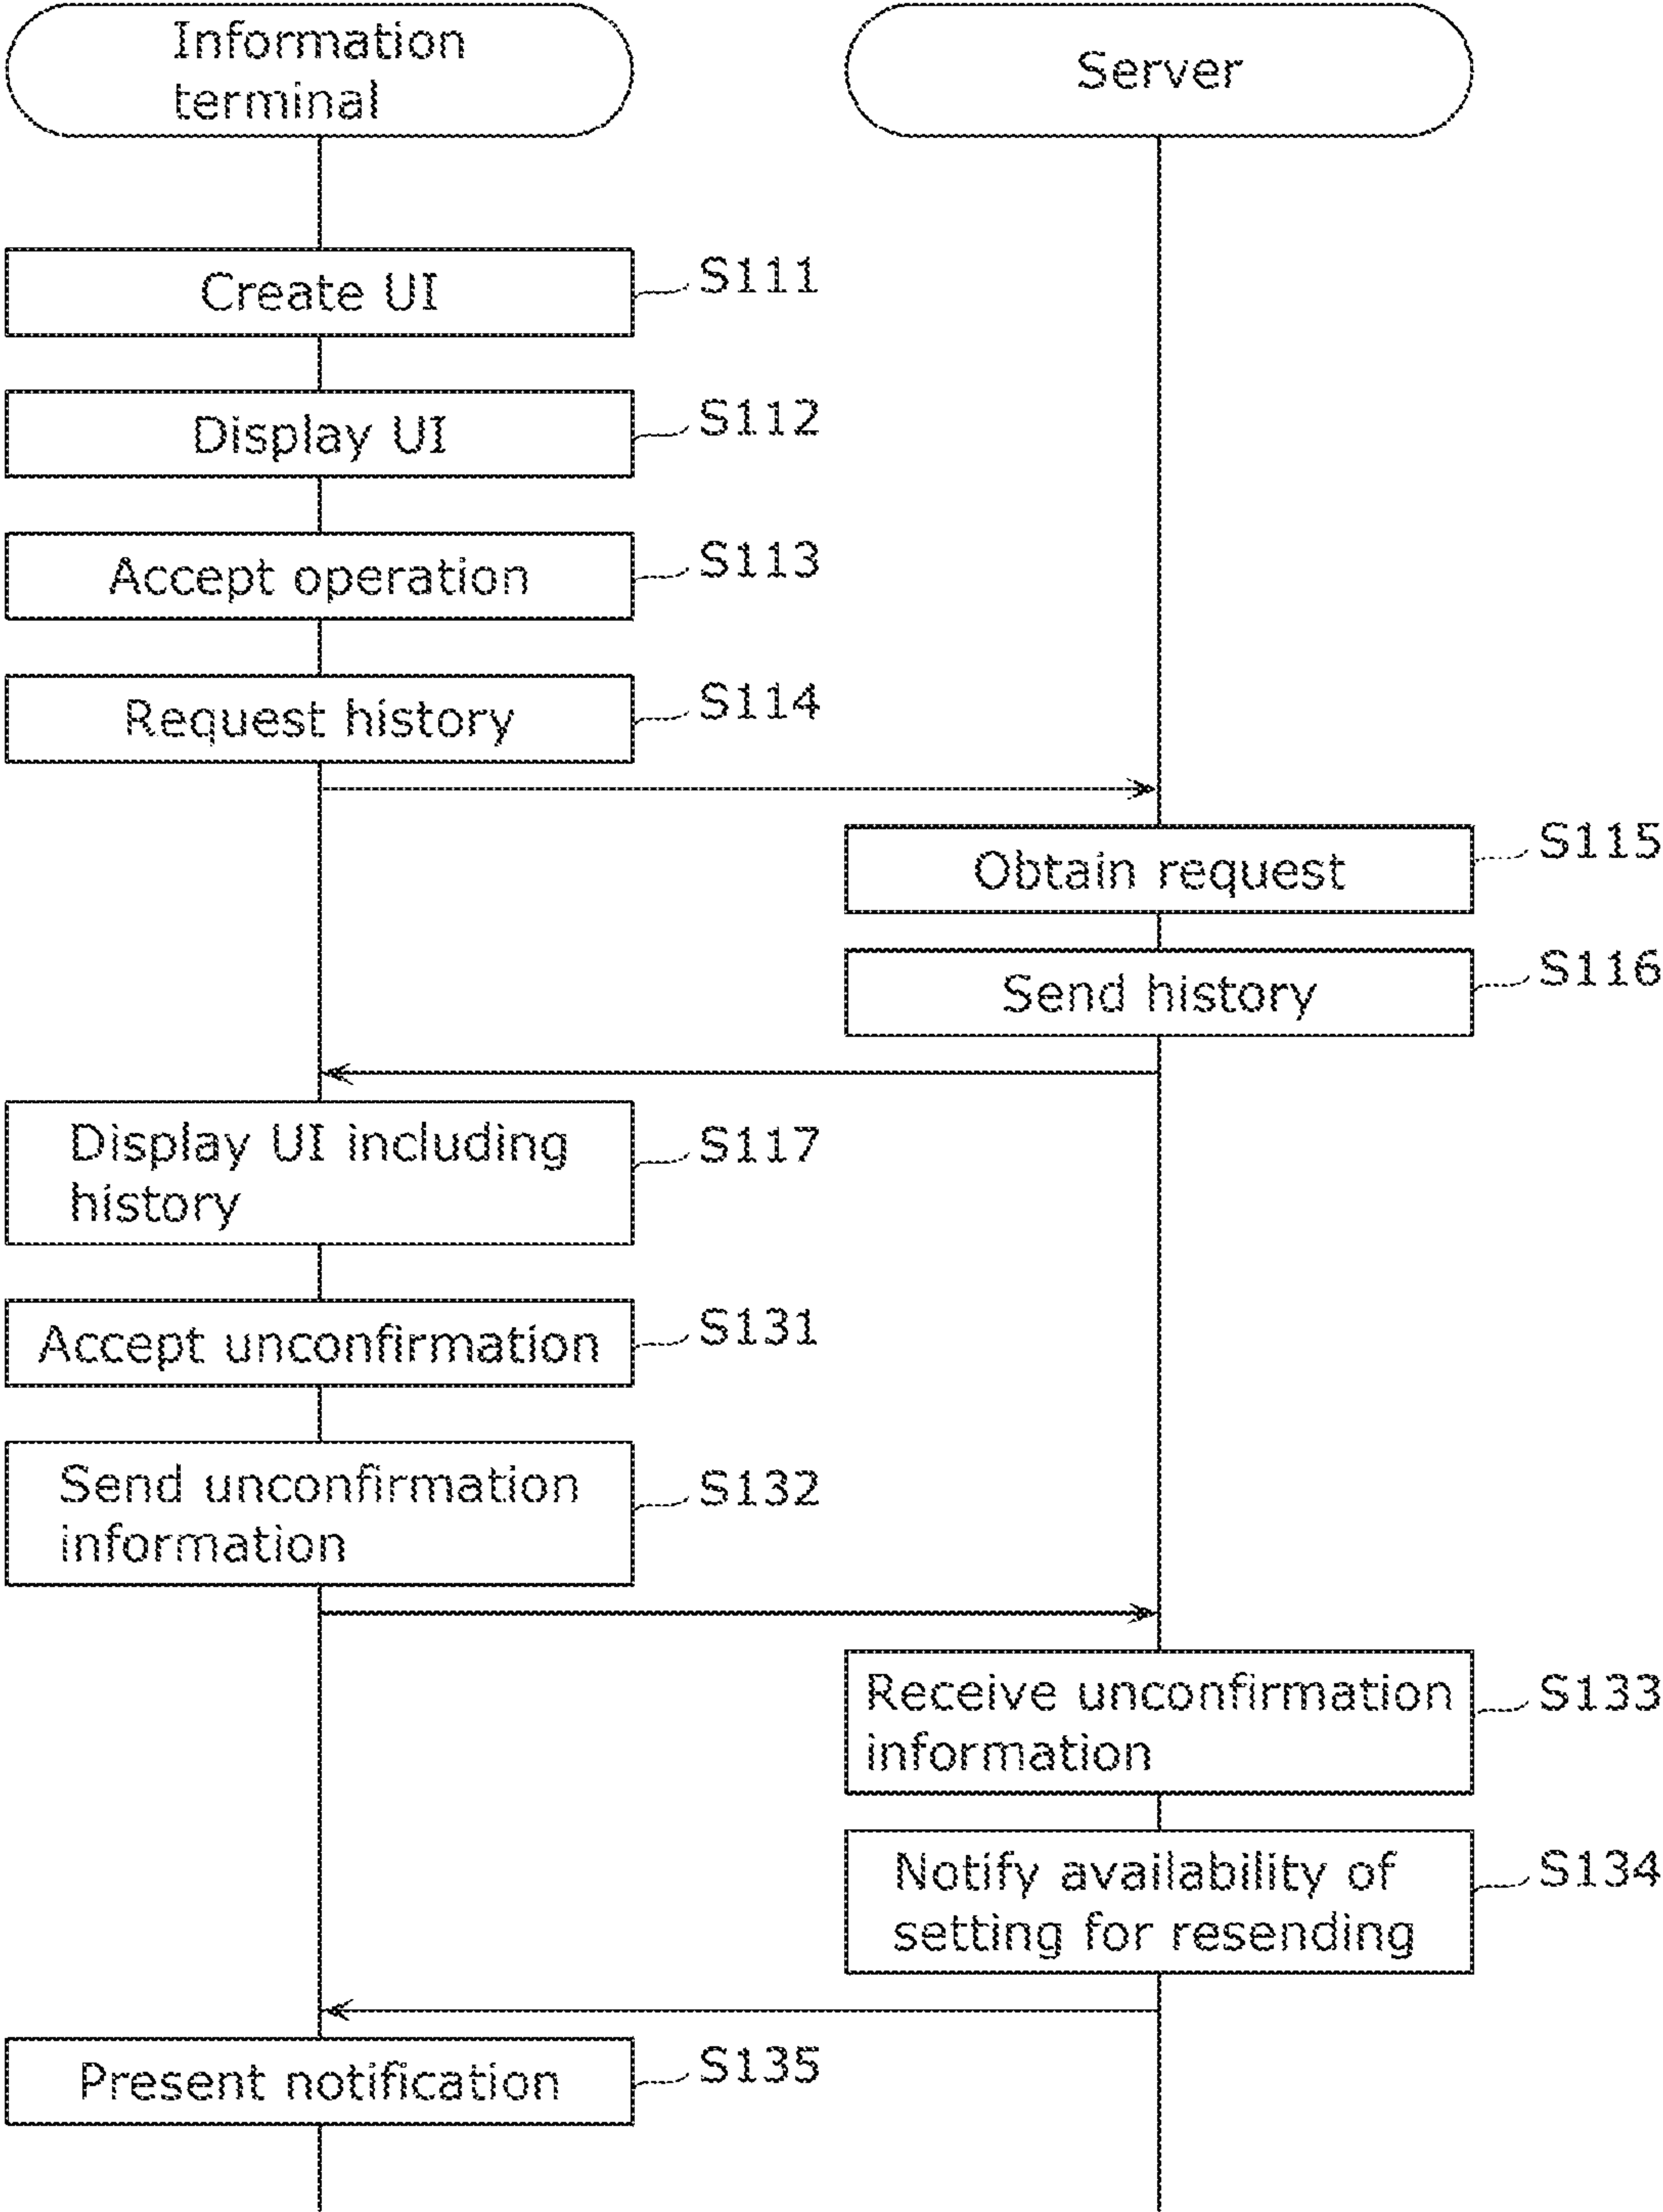 Information
terminal
Server
Create UI
S111
Display UI
S112
Accept operation
S113
Request history
S114
Obtain request
S115
Send history
S116
Display UI including
history
S117
Accept unconfirmation
S131
Send unconfirmation
information
S132
Receive unconfirmation
information
S133
Notify availability of
setting for resending
S134
Present notification
S135